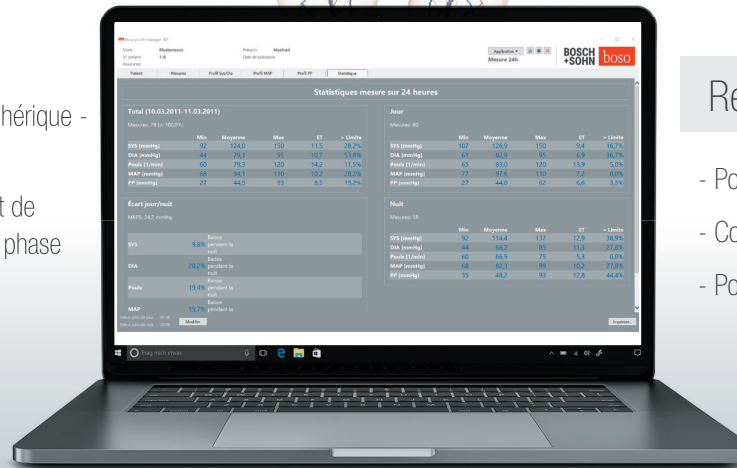 hérique -
t de
phase
boso profil-manager XD
Nom: Mustermann Prénom: Manfred
N° patient 1-B Date de naissance:
Assurance:
Application
Mesure 24h
BOSCH
+SOHN
boso
Patient Mesures Profil Sys/Dia Profil MAP Profil PP Statistique
Statistiques mesure sur 24 heures
Total (10.03.2011-11.03.2011)
Mesures: 78 (= 100,0%)
Min Moyenne Max ET > Limite
SYS (mmHg) 92 124,0 150 11,5 28,2%
DIA (mmHg) 44 79,1 95 10,7 53,8%
Pouls (1/min) 60 79,3 120 14,2 11,5%
MAP (mmHg) 68 94,1 110 10,2 28,2%
PP (mmHg) 27 44,9 93 8,5 19,2%
Jour
Mesures: 60
Min Moyenne Max ET > Limite
SYS (mmHg) 107 126,9 150 9,4 16,7%
DIA (mmHg) 61 82,9 95 6,9 36,7%
Pouls (1/min) 65 83,0 120 13,9 5,0%
MAP (mmHg) 77 97,6 110 7,2 0,0%
PP (mmHg) 27 44,0 62 6,6 3,3%
Écart jour/nuit
MBPS: 24,2 mmHg
SYS 9,8% Baisse pendant la nuit
DIA 20,2% Baisse pendant la nuit
Pouls 19,4% Baisse pendant la nuit
MAP 15,7% Baisse pendant la
Nuit
Mesures: 18
Min Moyenne Max ET > Limite
SYS (mmHg) 92 114,4 137 12,9 38,9%
DIA (mmHg) 44 66,2 85 11,3 27,8%
Pouls (1/min) 60 66,9 75 5,3 0,0%
MAP (mmHg) 68 82,3 99 10,2 27,8%
PP (mmHg) 35 48,2 93 12,8 44,4%
Début période jour
Début période nuit
Modifier
Imprimer...
Frag mich etwas
Re
- Po
- Co
- Po